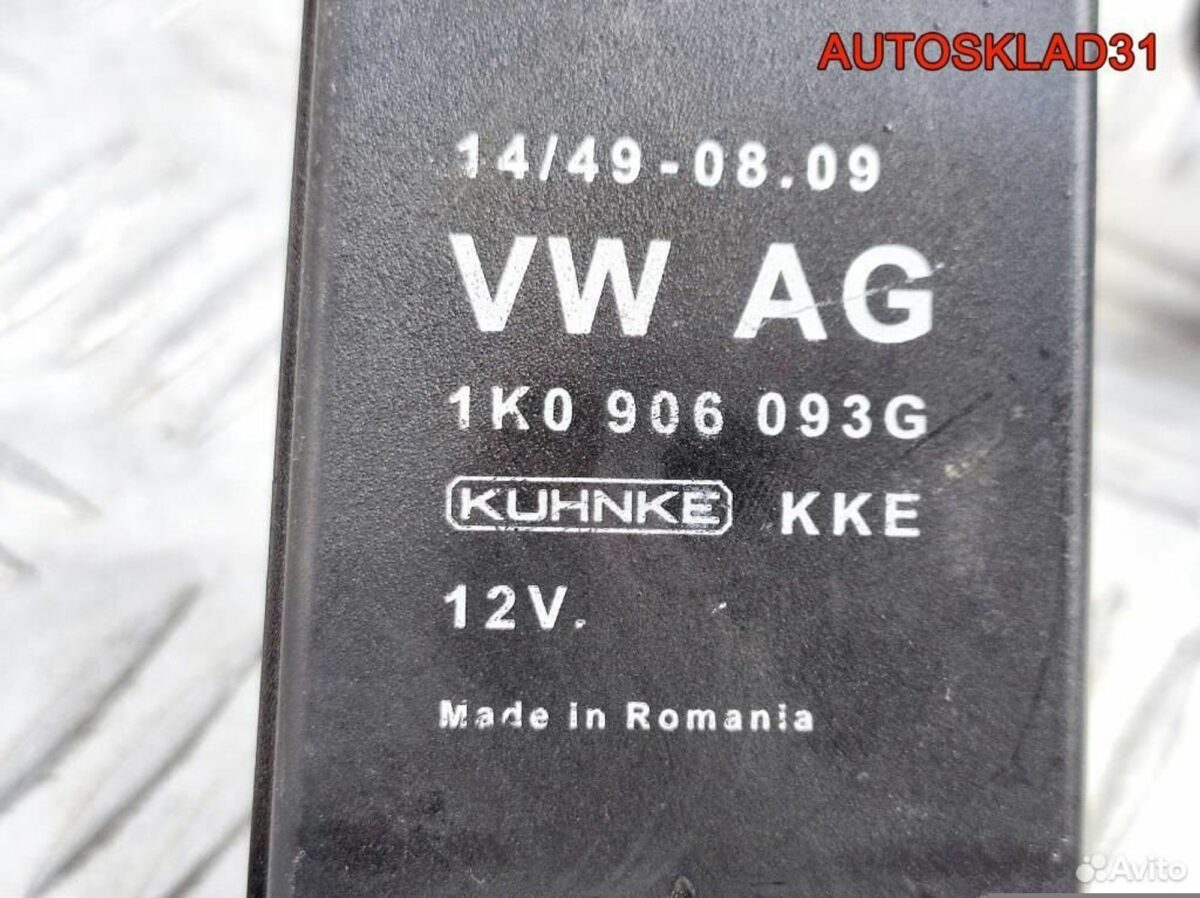 AUTOSKLAD31
14/49-08.09
VW AG
1K0 906 093G
KUHNKE KKE
12V.
Made in Romania
Avito